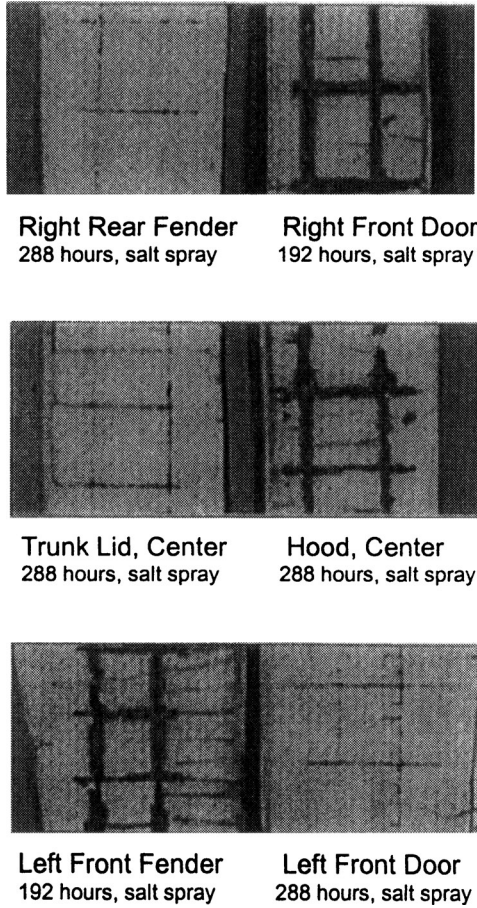 Right Rear Fender
288 hours, salt spray
Right Front Door
192 hours, salt spray
Trunk Lid, Center
288 hours, salt spray
Hood, Center
288 hours, salt spray
Left Front Fender
192 hours, salt spray
Left Front Door
288 hours, salt spray